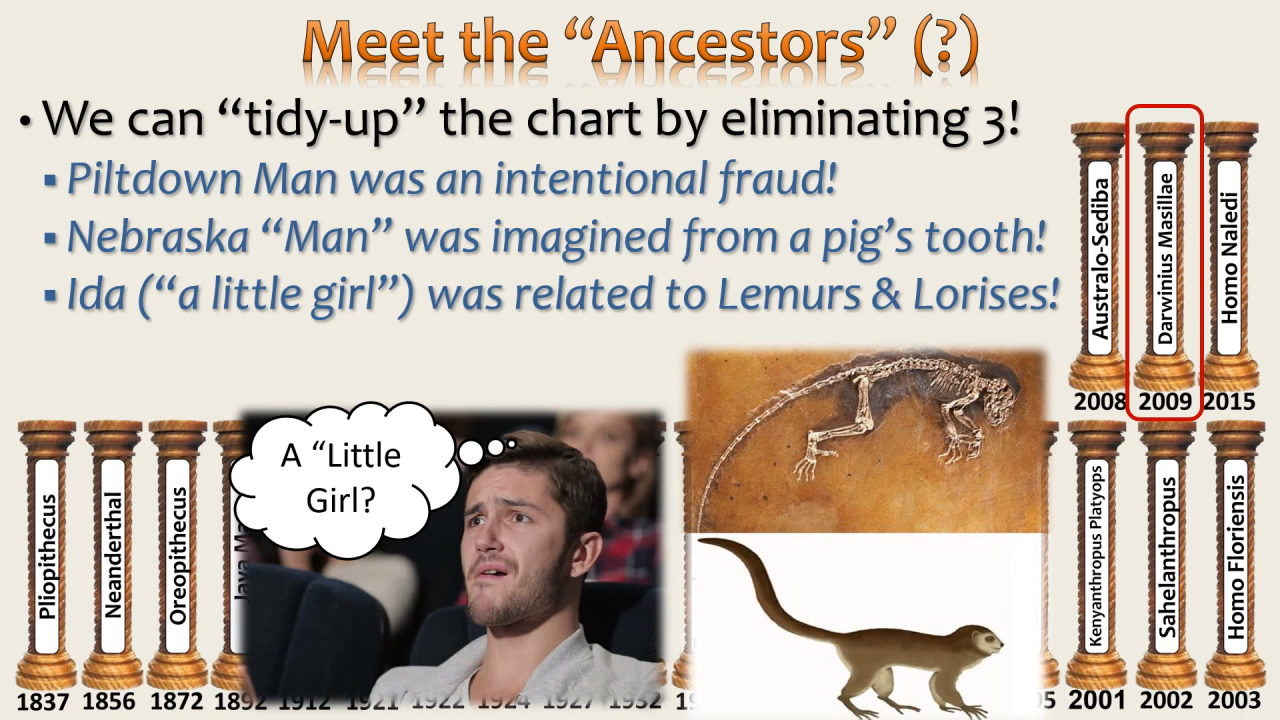 Meet the “Ancestors” (?)
• We can “tidy-up” the chart by eliminating 3!
▪ Piltdown Man was an intentional fraud!
▪ Nebraska “Man” was imagined from a pig’s tooth!
▪ Ida (“a little girl”) was related to Lemurs & Lorises!
Australo-Sediba
Darwinius Masillae
Homo Naledi
2008 2009 2015
A “Little
Girl?
Pliopithecus
Neanderthal
Oreopithecus
Java
Kenyanthropus Platyops
Sahelanthropus
Homo Floriensis
1837 1856 1872 1892 1912 1921 1922 1924 1927 1932 2001 2002 2003